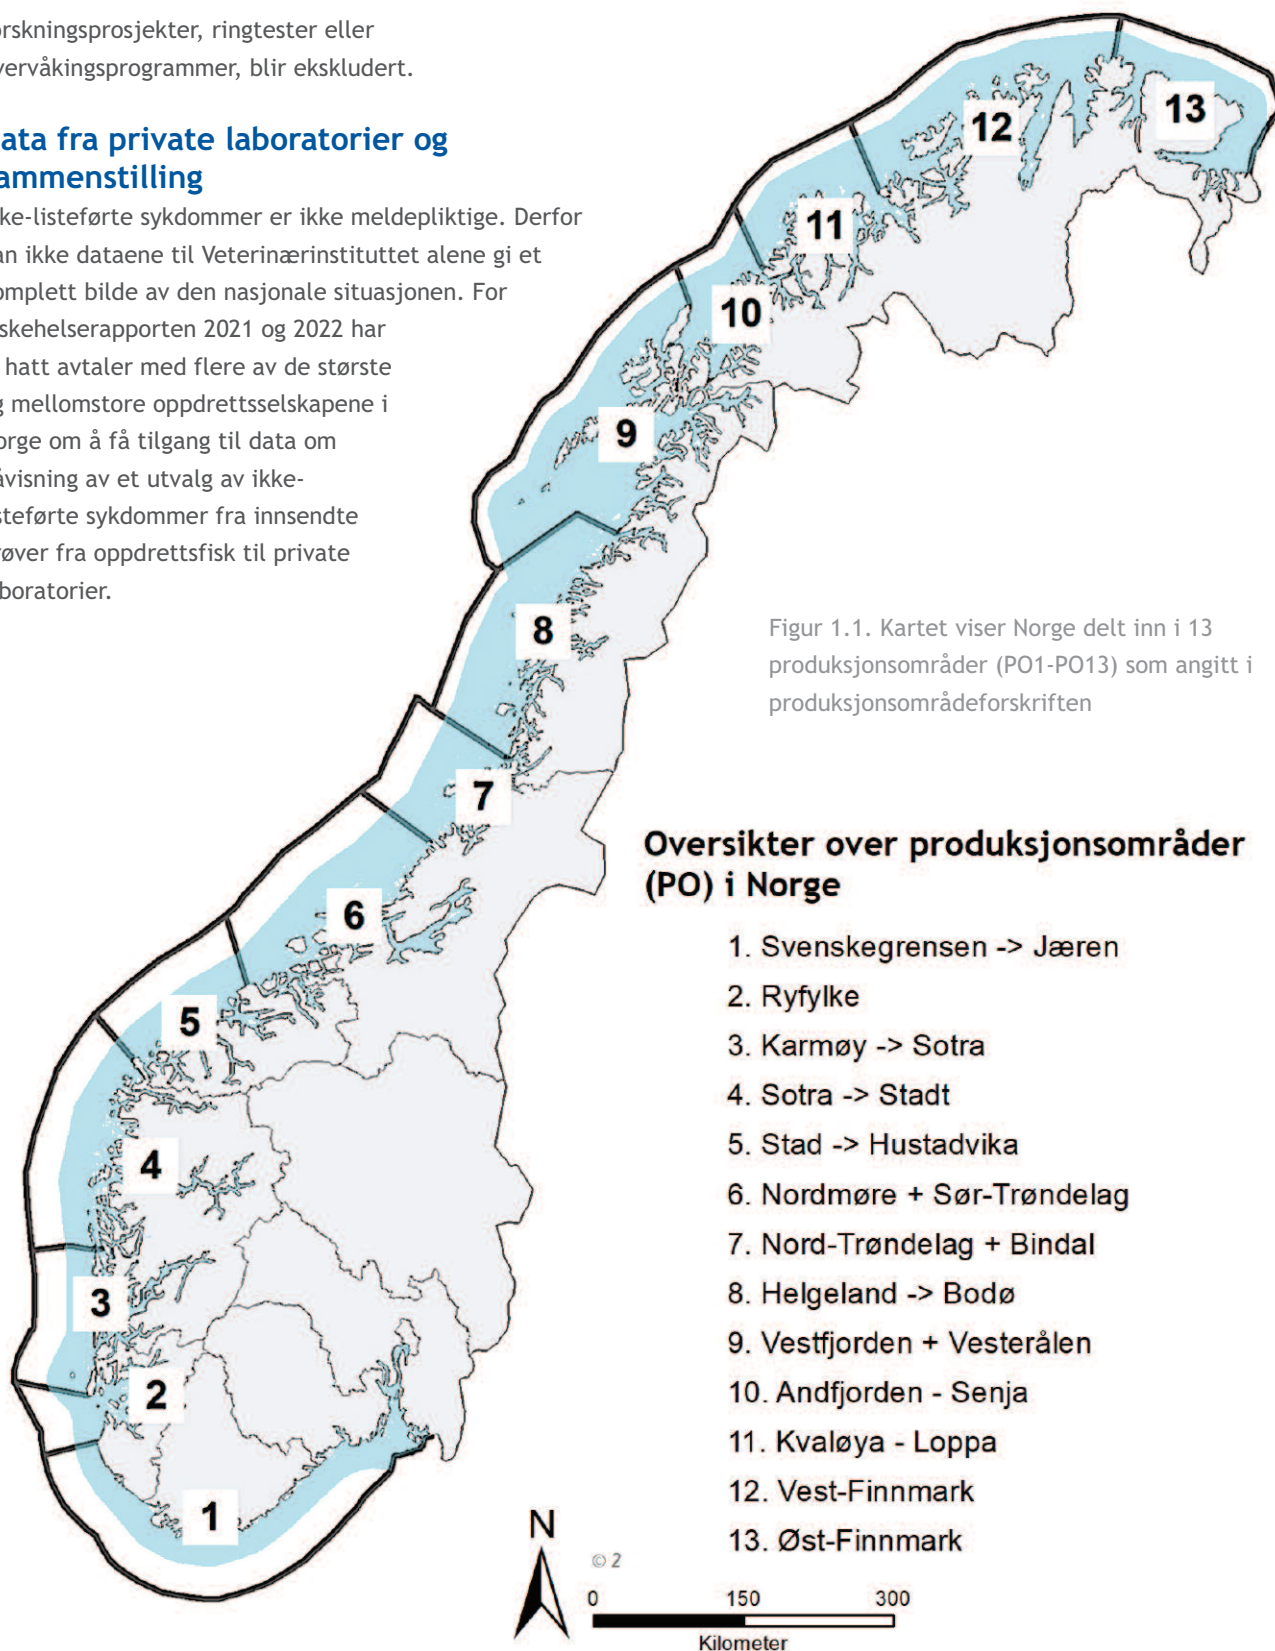 rskningsprosjekter, ringtester eller
vervåkingsprogrammer, blir ekskludert.
ata fra private laboratorier og
ammenstilling
ke-listeførte sykdommer er ikke meldepliktige. Derfor
an ikke dataene til Veterinærinstituttet alene gi et
omplett bilde av den nasjonale situasjonen. For
skehelserapporten 2021 og 2022 har
hatt avtaler med flere av de største
g mellomstore oppdrettsselskapene i
orge om å få tilgang til data om
åvisning av et utvalg av ikke-
steførte sykdommer fra innsendte
røver fra oppdrettsfisk til private
boratorier.
13
12
11
10
9
8
7
6
5
4
3
2
1
Figur 1.1. Kartet viser Norge delt inn i 13
produksjonsområder (PO1-PO13) som angitt i
produksjonsområdeforskriften
Oversikter over produksjonsområder
(PO) i Norge
1. Svenskegrensen -> Jæren
2. Ryfylke
3. Karmøy -> Sotra
4. Sotra -> Stadt
5. Stad -> Hustadvika
6. Nordmøre + Sør-Trøndelag
7. Nord-Trøndelag + Bindal
8. Helgeland -> Bodø
9. Vestfjorden + Vesterålen
10. Andfjorden - Senja
11. Kvaløya - Loppa
12. Vest-Finnmark
13. Øst-Finnmark
N
© 2
0 150 300
Kilometer